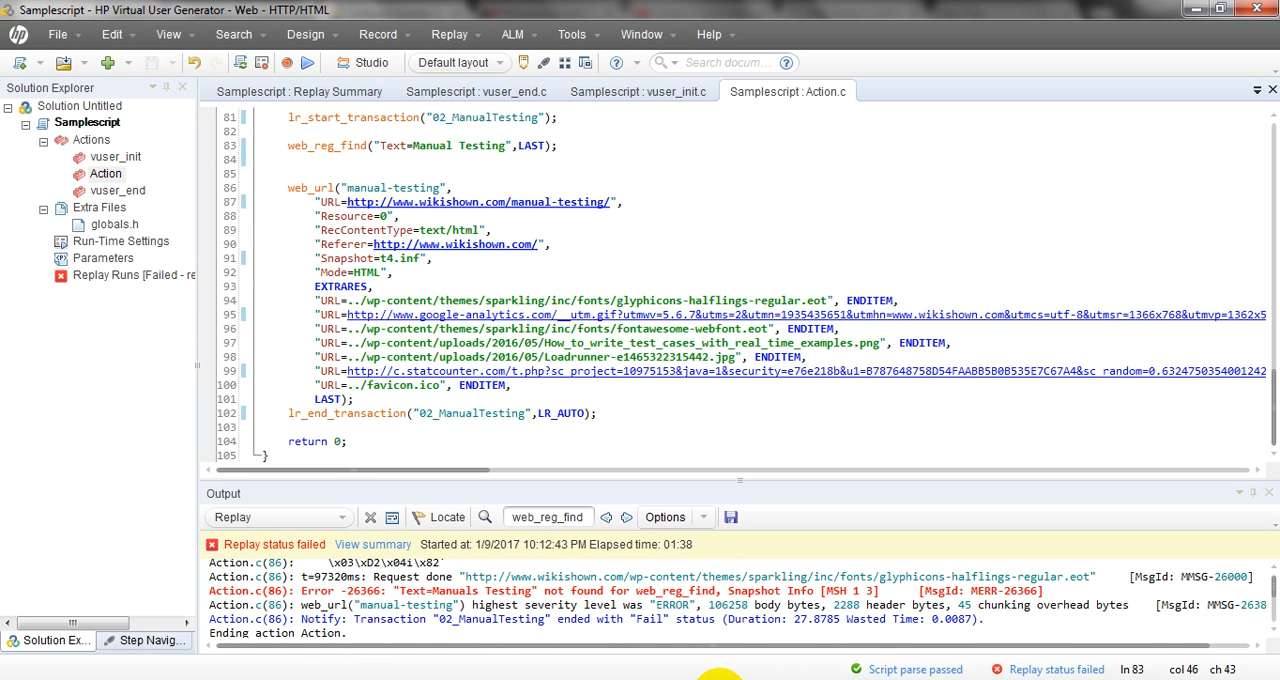 Samplescript - HP Virtual User Generator - Web - HTTP/HTML
hp File Edit View Search Design Record Replay ALM Tools Window Help
Studio Default layout Search docum...
Solution Explorer
Solution Untitled
Samplescript
Actions
vuser_init
Action
vuser_end
Extra Files
globals.h
Run-Time Settings
Parameters
Replay Runs [Failed - re
Solution Ex... Step Navig...
Samplescript : Replay Summary Samplescript : vuser_end.c Samplescript : vuser_init.c Samplescript : Action.c
81 lr_start_transaction("02_ManualTesting");
82
83 web_reg_find("Text=Manual Testing",LAST);
84
85
86 web_url("manual-testing",
87 "URL=http://www.wikishown.com/manual-testing/",
88 "Resource=0",
89 "RecContentType=text/html",
90 "Referer=http://www.wikishown.com/",
91 "Snapshot=t4.inf",
92 "Mode=HTML",
93 EXTRARES,
94 "URL=../wp-content/themes/sparkling/inc/fonts/glyphicons-halflings-regular.eot", ENDITEM,
95 "URL=http://www.google-analytics.com/__utm.gif?utmwv=5.6.7&utms=2&utmn=1935435651&utmhn=www.wikishown.com&utmcs=utf-8&utmsr=1366x768&utmvp=1362x5
96 "URL=../wp-content/themes/sparkling/inc/fonts/fontawesome-webfont.eot", ENDITEM,
97 "URL=../wp-content/uploads/2016/05/How_to_write_test_cases_with_real_time_examples.png", ENDITEM,
98 "URL=../wp-content/uploads/2016/05/Loadrunner-e1465322315442.jpg", ENDITEM,
99 "URL=http://c.statcounter.com/t.php?sc_project=10975153&java=1&security=e76e218b&u1=B787648758D54FAABB5B0B535E7C67A4&sc_random=0.6324750354001242
100 "URL=../favicon.ico", ENDITEM,
101 LAST);
102 lr_end_transaction("02_ManualTesting",LR_AUTO);
103
104 return 0;
105 }
Output
Replay Locate web_reg_find Options
Replay status failed View summary Started at: 1/9/2017 10:12:43 PM Elapsed time: 01:38
Action.c(86): \x03\xD2\x04i\x82`
Action.c(86): t=97320ms: Request done "http://www.wikishown.com/wp-content/themes/sparkling/inc/fonts/glyphicons-halflings-regular.eot" [MsgId: MMSG-26000]
Action.c(86): Error -26366: "Text=Manuals Testing" not found for web_reg_find, Snapshot Info [MSH 1 3] [MsgId: MERR-26366]
Action.c(86): web_url("manual-testing") highest severity level was "ERROR", 106258 body bytes, 2288 header bytes, 45 chunking overhead bytes [MsgId: MMSG-2638
Action.c(86): Notify: Transaction "02_ManualTesting" ended with "Fail" status (Duration: 27.8785 Wasted Time: 0.0087).
Ending action Action.
Script parse passed Replay status failed ln 83 col 46 ch 43